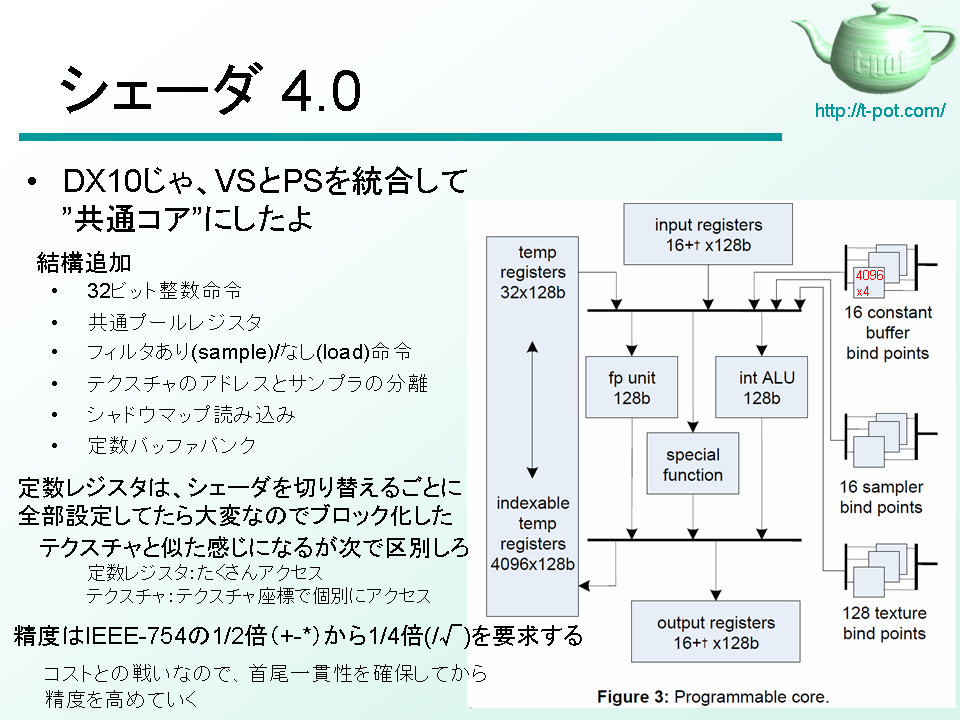 シェーダ 4.0
t-pot
http://t-pot.com/
• DX10じゃ、VSとPSを統合して
”共通コア”にしたよ
結構追加
• 32ビット整数命令
• 共通プールレジスタ
• フィルタあり(sample)/なし(load)命令
• テクスチャのアドレスとサンプラの分離
• シャドウマップ読み込み
• 定数バッファバンク
定数レジスタは、シェーダを切り替えるごとに
全部設定してたら大変なのでブロック化した
テクスチャと似た感じになるが次で区別しろ
定数レジスタ:たくさんアクセス
テクスチャ:テクスチャ座標で個別にアクセス
精度はIEEE-754の1/2倍(+-*)から1/4倍(/√)を要求する
コストとの戦いなので、首尾一貫性を確保してから
精度を高めていく
input registers
16+† x128b
temp
registers
32x128b
4096
x4
16 constant
buffer
bind points
fp unit
128b
int ALU
128b
special
function
16 sampler
bind points
indexable
temp
registers
4096x128b
128 texture
bind points
output registers
16+† x128b
Figure 3: Programmable core.